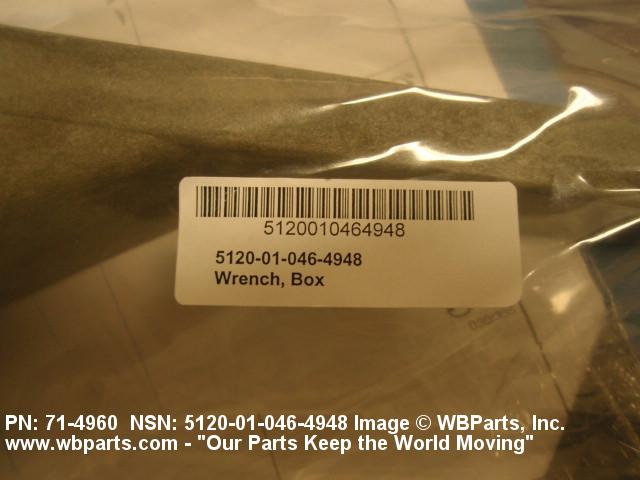 5120010464948
5120-01-046-4948
Wrench, Box
PN: 71-4960  NSN: 5120-01-046-4948 Image © WBParts, Inc.
www.wbparts.com - "Our Parts Keep the World Moving"